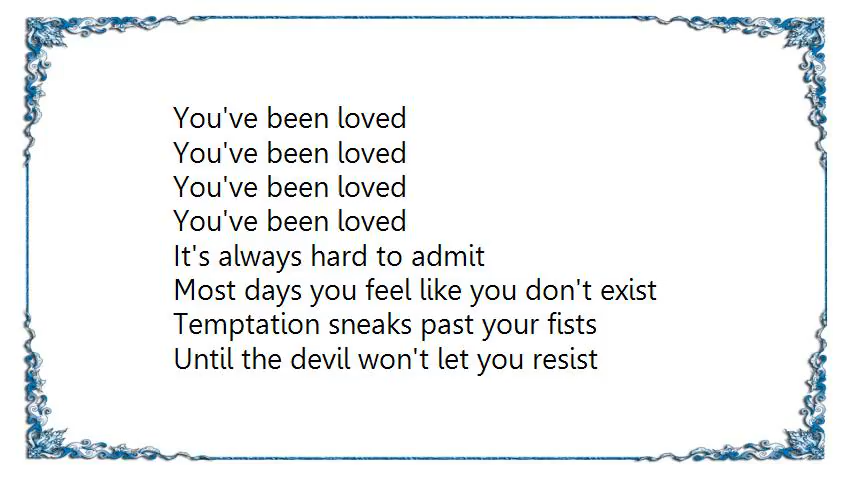 You've been loved
You've been loved
You've been loved
You've been loved
It's always hard to admit
Most days you feel like you don't exist
Temptation sneaks past your fists
Until the devil won't let you resist